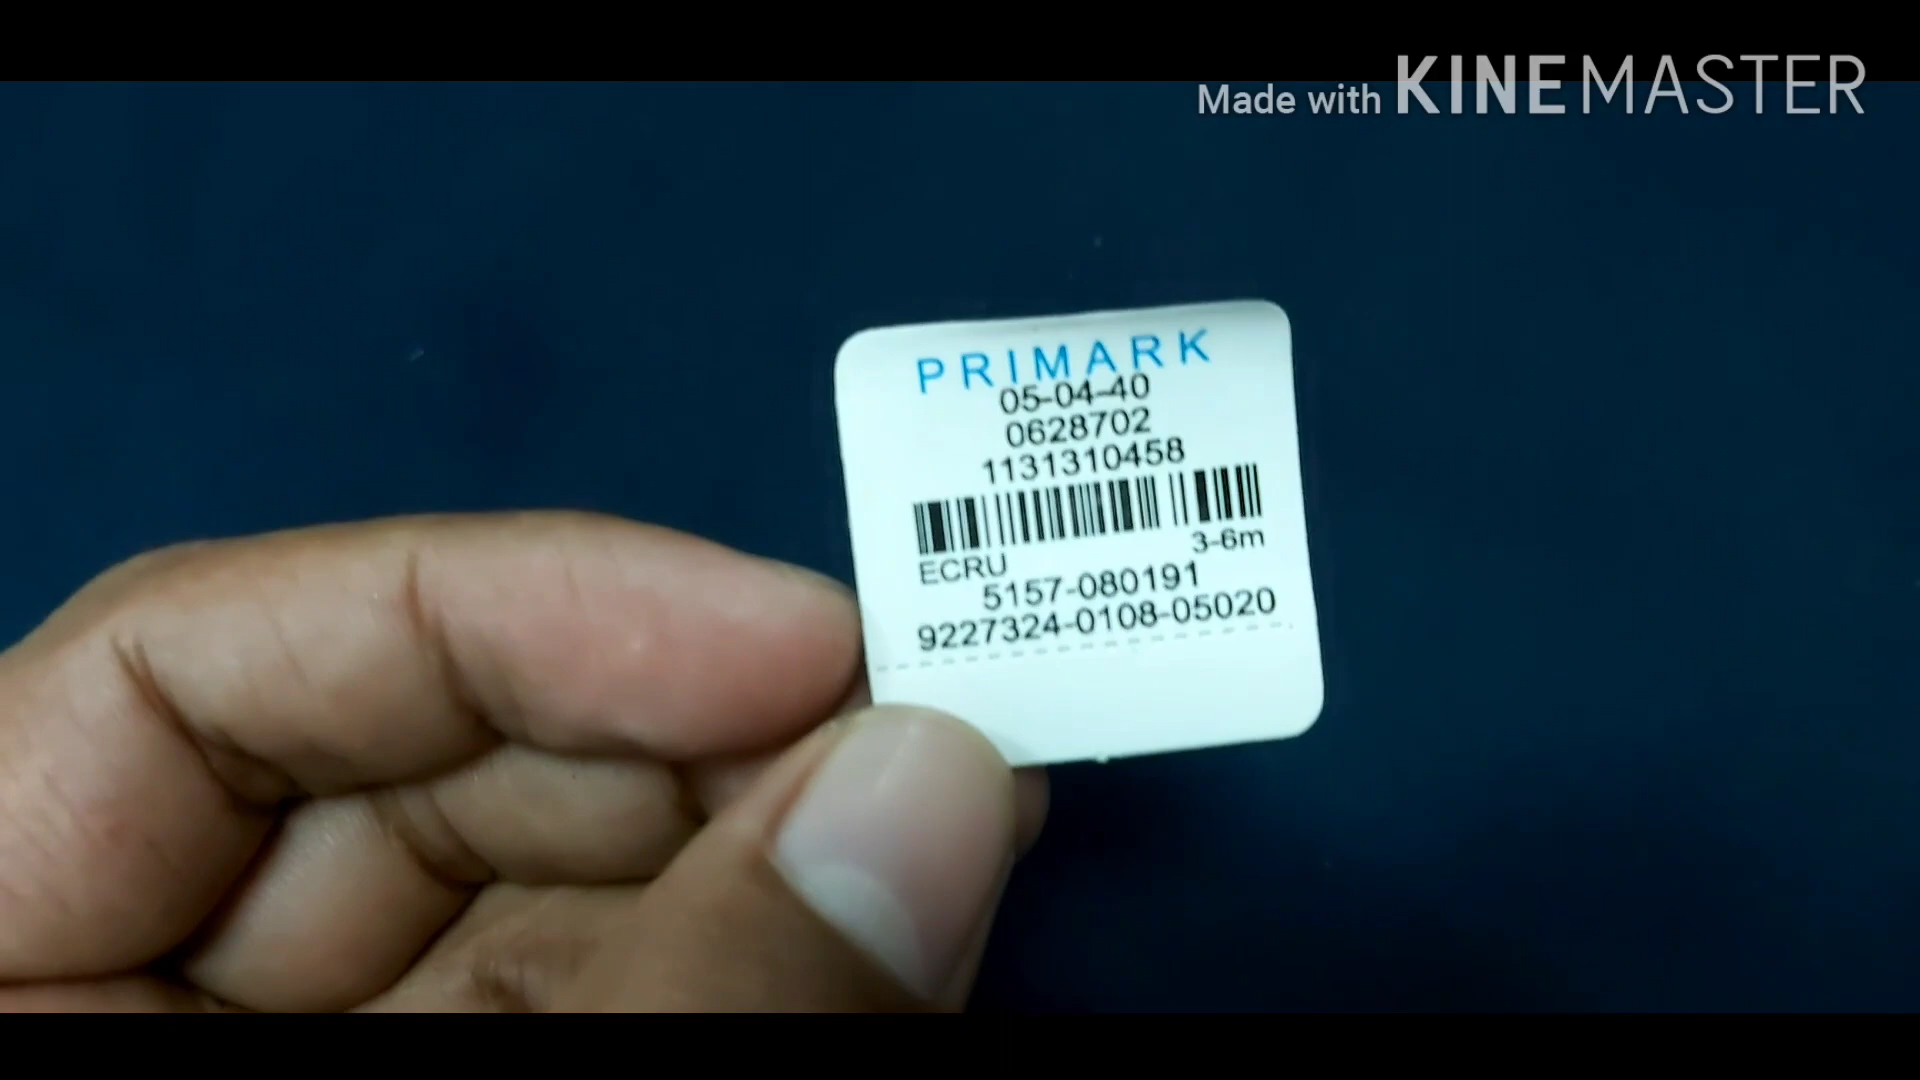 Made with KINEMASTER
PRIMARK
05-04-40
0628702
1131310458
ECRU 3-6m
5157-080191
9227324-0108-05020